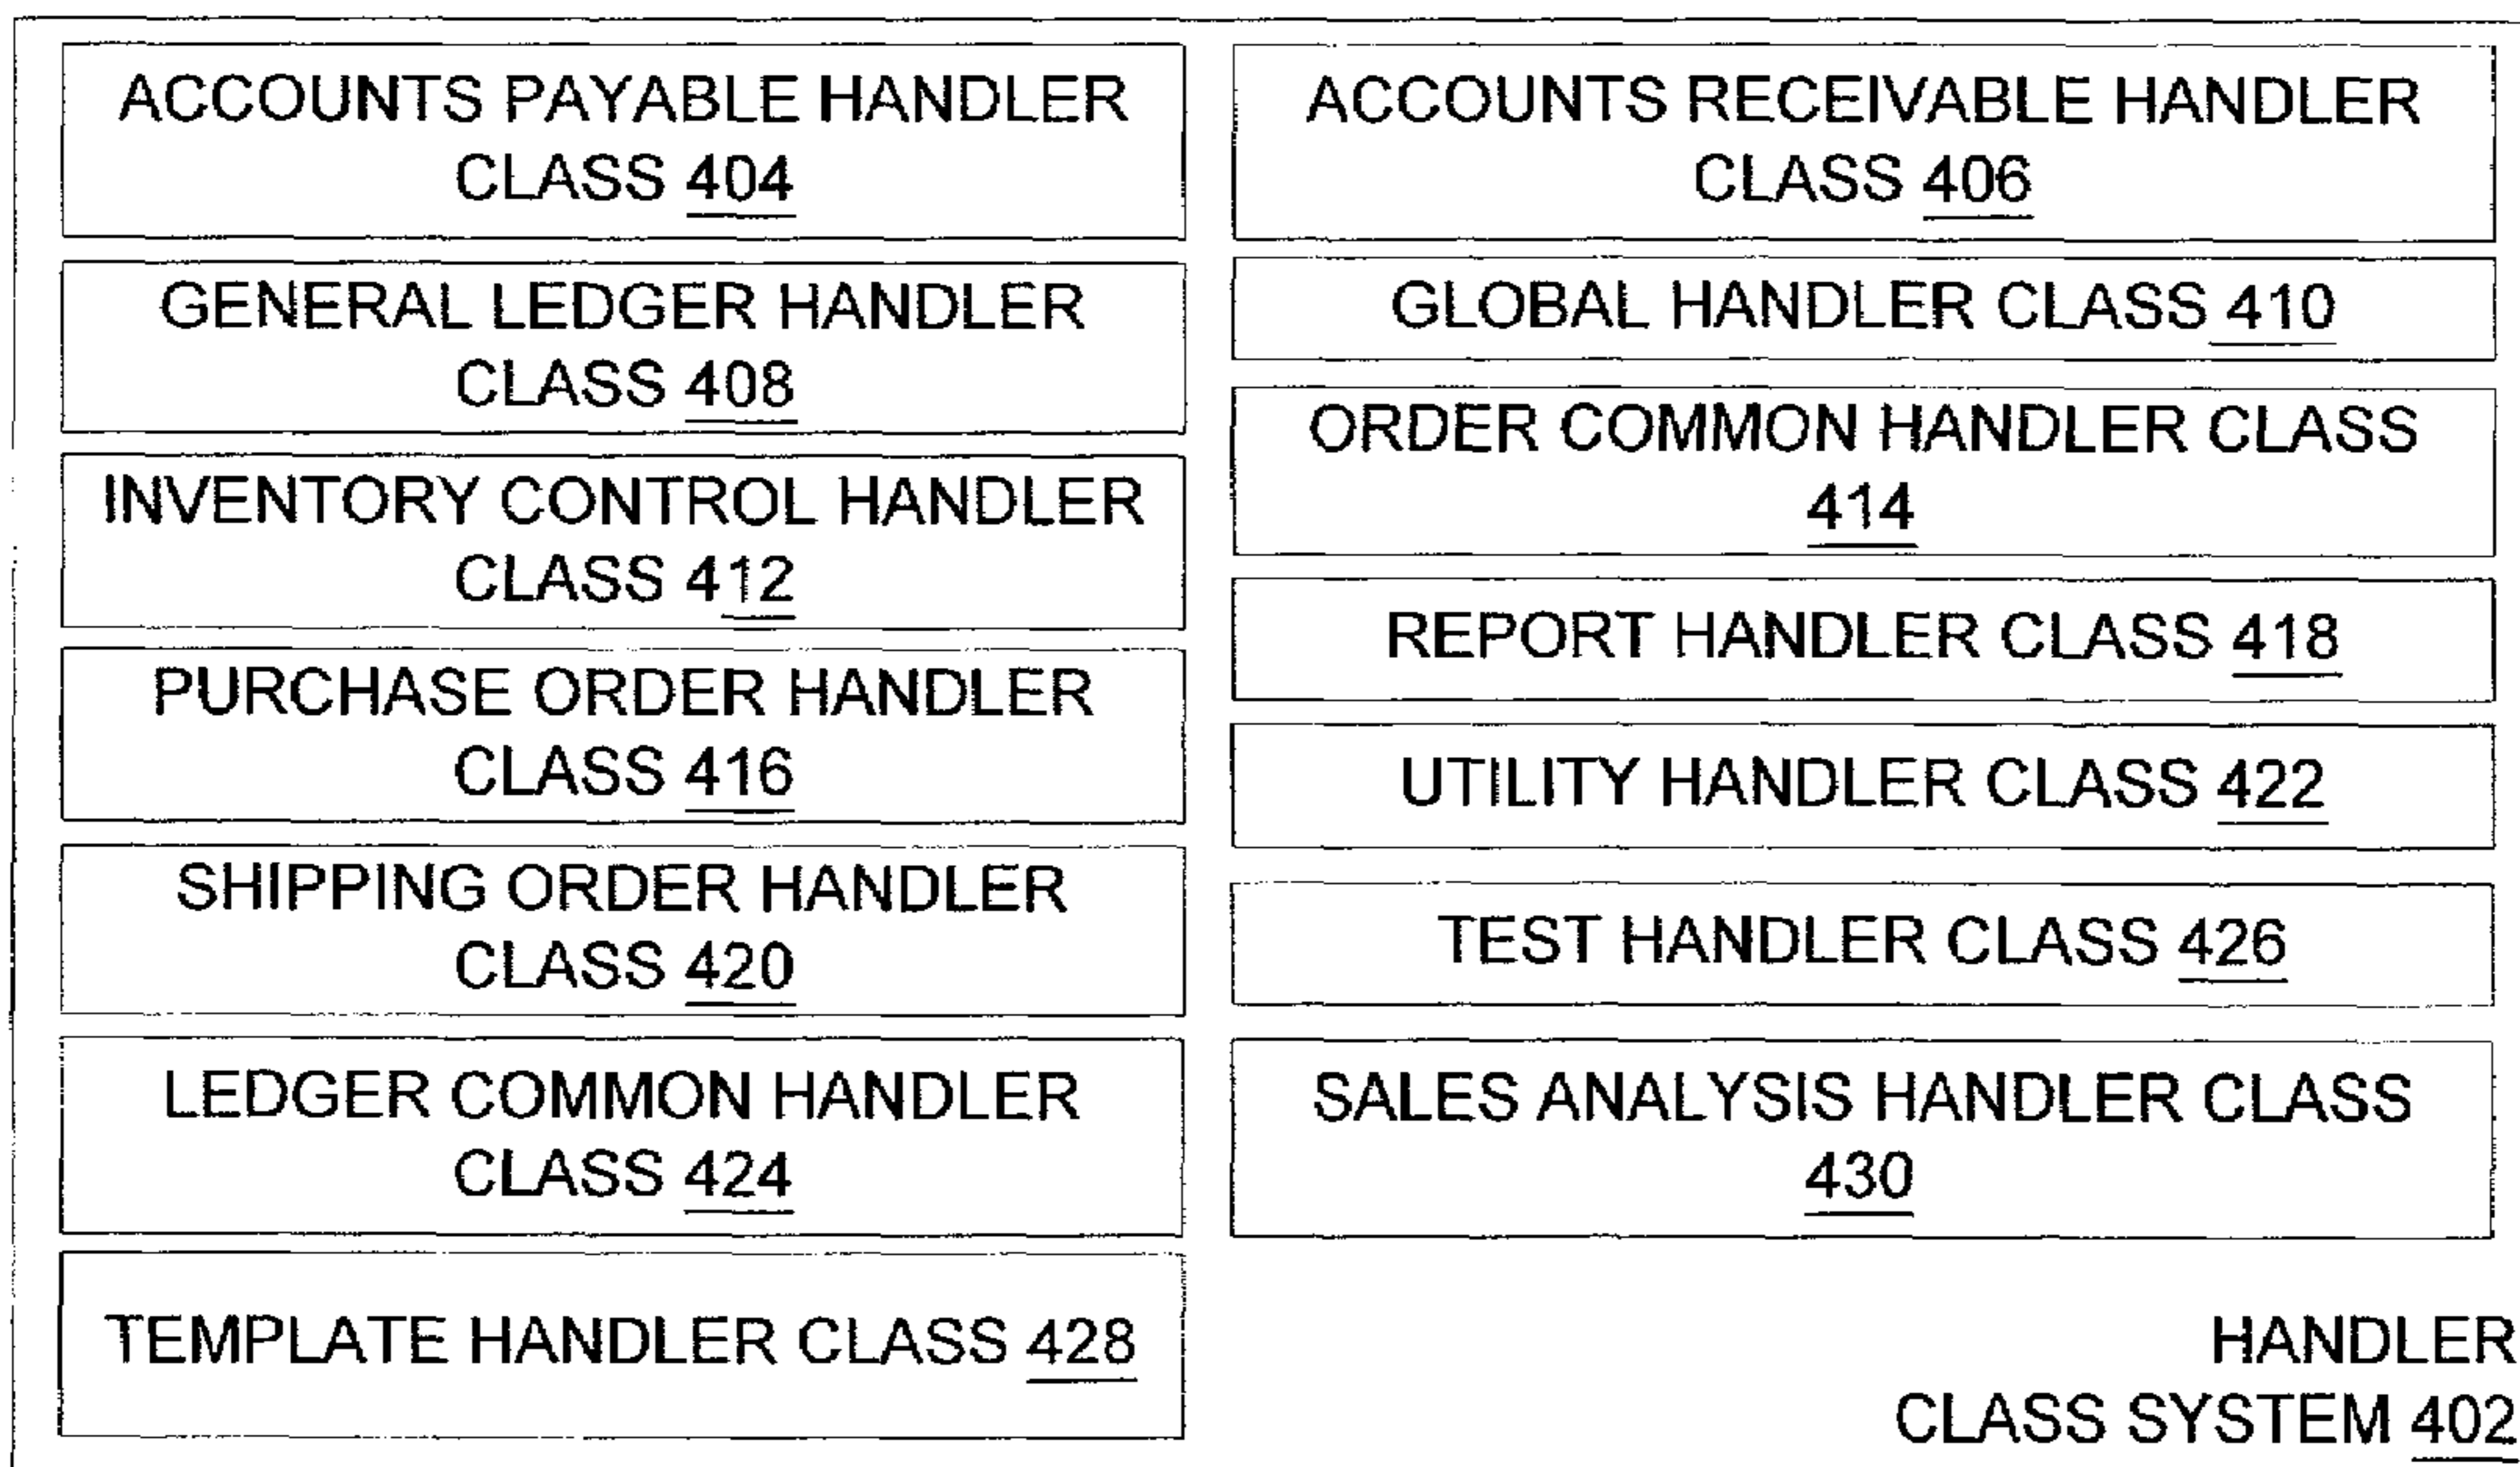 ACCOUNTS PAYABLE HANDLER
CLASS 404
ACCOUNTS RECEIVABLE HANDLER
CLASS 406
GENERAL LEDGER HANDLER
CLASS 408
GLOBAL HANDLER CLASS 410
INVENTORY CONTROL HANDLER
CLASS 412
ORDER COMMON HANDLER CLASS
414
PURCHASE ORDER HANDLER
CLASS 416
REPORT HANDLER CLASS 418
SHIPPING ORDER HANDLER
CLASS 420
UTILITY HANDLER CLASS 422
LEDGER COMMON HANDLER
CLASS 424
TEST HANDLER CLASS 426
TEMPLATE HANDLER CLASS 428
SALES ANALYSIS HANDLER CLASS
430
HANDLER
CLASS SYSTEM 402